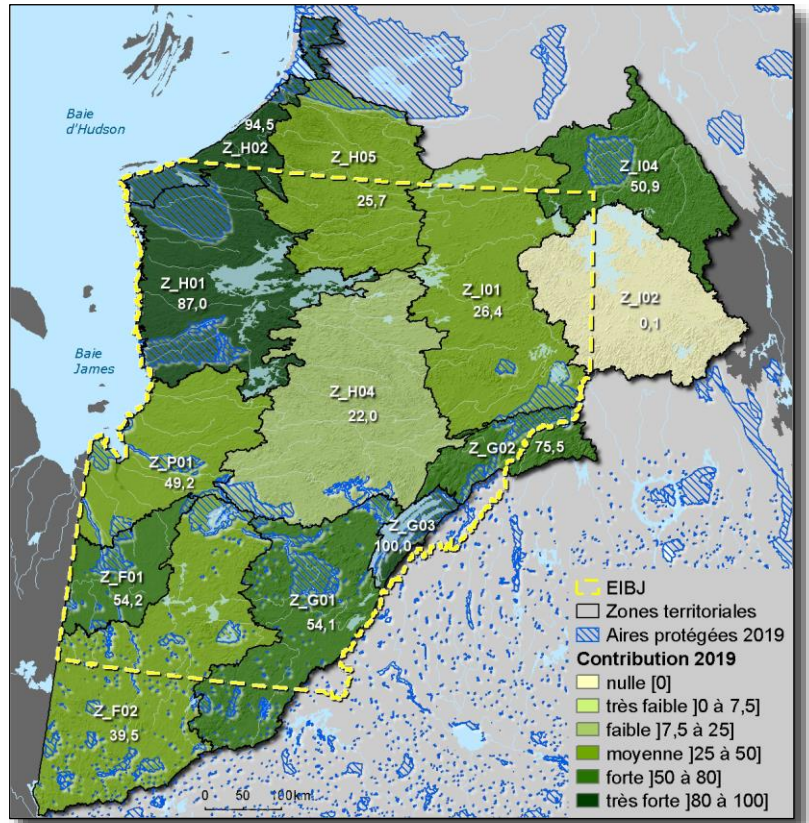 Baie
d'Hudson
94,5
Z_H02
Z_H05
25,7
Z_I04
50,9
Z_H01
87,0
Z_I01
26,4
Z_I02
0,1
Baie
James
Z_H04
22,0
Z_P01
49,2
Z_G02
75,5
Z_G03
100,0
Z_F01
54,2
Z_G01
54,1
Z_F02
39,5
0 50 100km
EIBJ
Zones territoriales
Aires protégées 2019
Contribution 2019
nulle [0]
très faible ]0 à 7,5]
faible ]7,5 à 25]
moyenne ]25 à 50]
forte ]50 à 80]
très forte ]80 à 100]